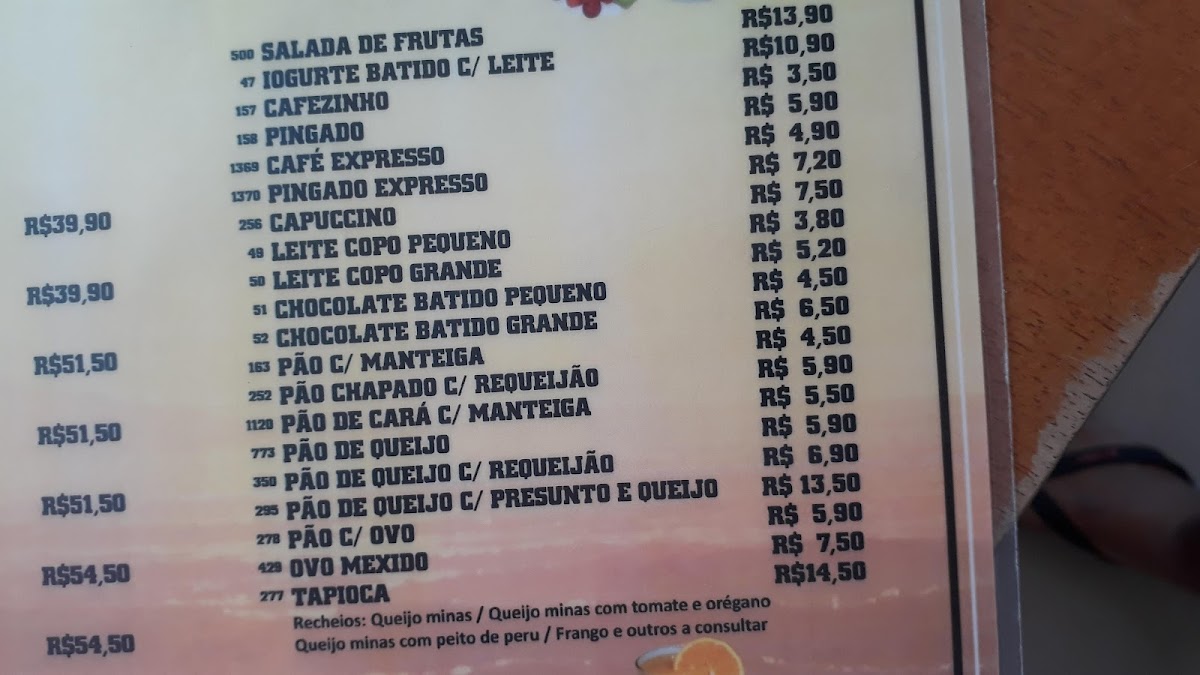 R$39,90
R$39,90
R$51,50
R$51,50
R$51,50
R$54,50
R$54,50
500 SALADA DE FRUTAS R$13,90
47 IOGURTE BATIDO C/ LEITE R$10,90
157 CAFEZINHO R$ 3,50
158 PINGADO R$ 5,90
1369 CAFÉ EXPRESSO R$ 4,90
1370 PINGADO EXPRESSO R$ 7,20
256 CAPUCCINO R$ 7,50
49 LEITE COPO PEQUENO R$ 3,80
50 LEITE COPO GRANDE R$ 5,20
51 CHOCOLATE BATIDO PEQUENO R$ 4,50
52 CHOCOLATE BATIDO GRANDE R$ 6,50
163 PÃO C/ MANTEIGA R$ 4,50
252 PÃO CHAPADO C/ REQUEIJÃO R$ 5,90
1120 PÃO DE CARÁ C/ MANTEIGA R$ 5,50
773 PÃO DE QUEIJO R$ 5,90
350 PÃO DE QUEIJO C/ REQUEIJÃO R$ 6,90
295 PÃO DE QUEIJO C/ PRESUNTO E QUEIJO R$ 13,50
278 PÃO C/ OVO R$ 5,90
429 OVO MEXIDO R$ 7,50
277 TAPIOCA R$14,50
Recheios: Queijo minas / Queijo minas com tomate e orégano
Queijo minas com peito de peru / Frango e outros a consultar